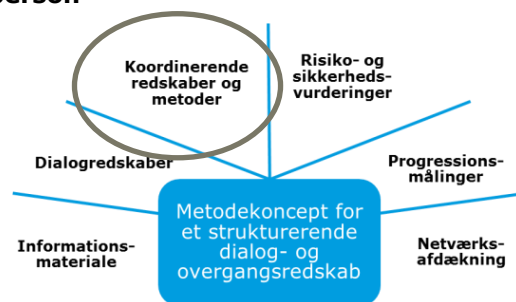 person
Koordinerende
redskaber og
metoder
Risiko- og
sikkerheds-
vurderinger
Dialogredskaber
Progressions-
målinger
Informations-
materiale
Metodekoncept for
et strukturerende
dialog- og
overgangsredskab
Netværks-
afdækning